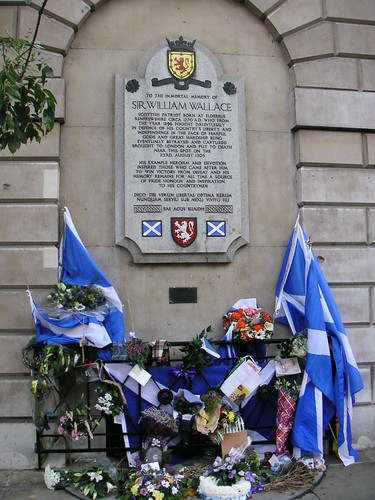 TO THE IMMORTAL MEMORY OF
SIR WILLIAM WALLACE
SCOTTISH PATRIOT BORN AT ELDERSLIE
RENFREWSHIRE CIRCA 1270 A.D. WHO FROM
THE YEAR 1296 FOUGHT DAUNTLESSLY
IN DEFENCE OF HIS COUNTRY'S LIBERTY AND
INDEPENDENCE IN THE FACE OF FEARFUL
ODDS AND GREAT HARDSHIP BEING
EVENTUALLY BETRAYED AND CAPTURED
BROUGHT TO LONDON AND PUT TO DEATH
NEAR THIS SPOT ON THE
23RD AUGUST 1305
HIS EXAMPLE HEROISM AND DEVOTION
INSPIRED THOSE WHO CAME AFTER HIM
TO WIN VICTORY FROM DEFEAT AND HIS
MEMORY REMAINS FOR ALL TIME A SOURCE
OF PRIDE HONOUR AND INSPIRATION
TO HIS COUNTRYMEN
DICO TIBI VERUM LIBERTAS OPTIMA RERUM
NUNQUAM SERVILI SUB NEXU VIVITO FILI
BAS AGUS BUAIDH